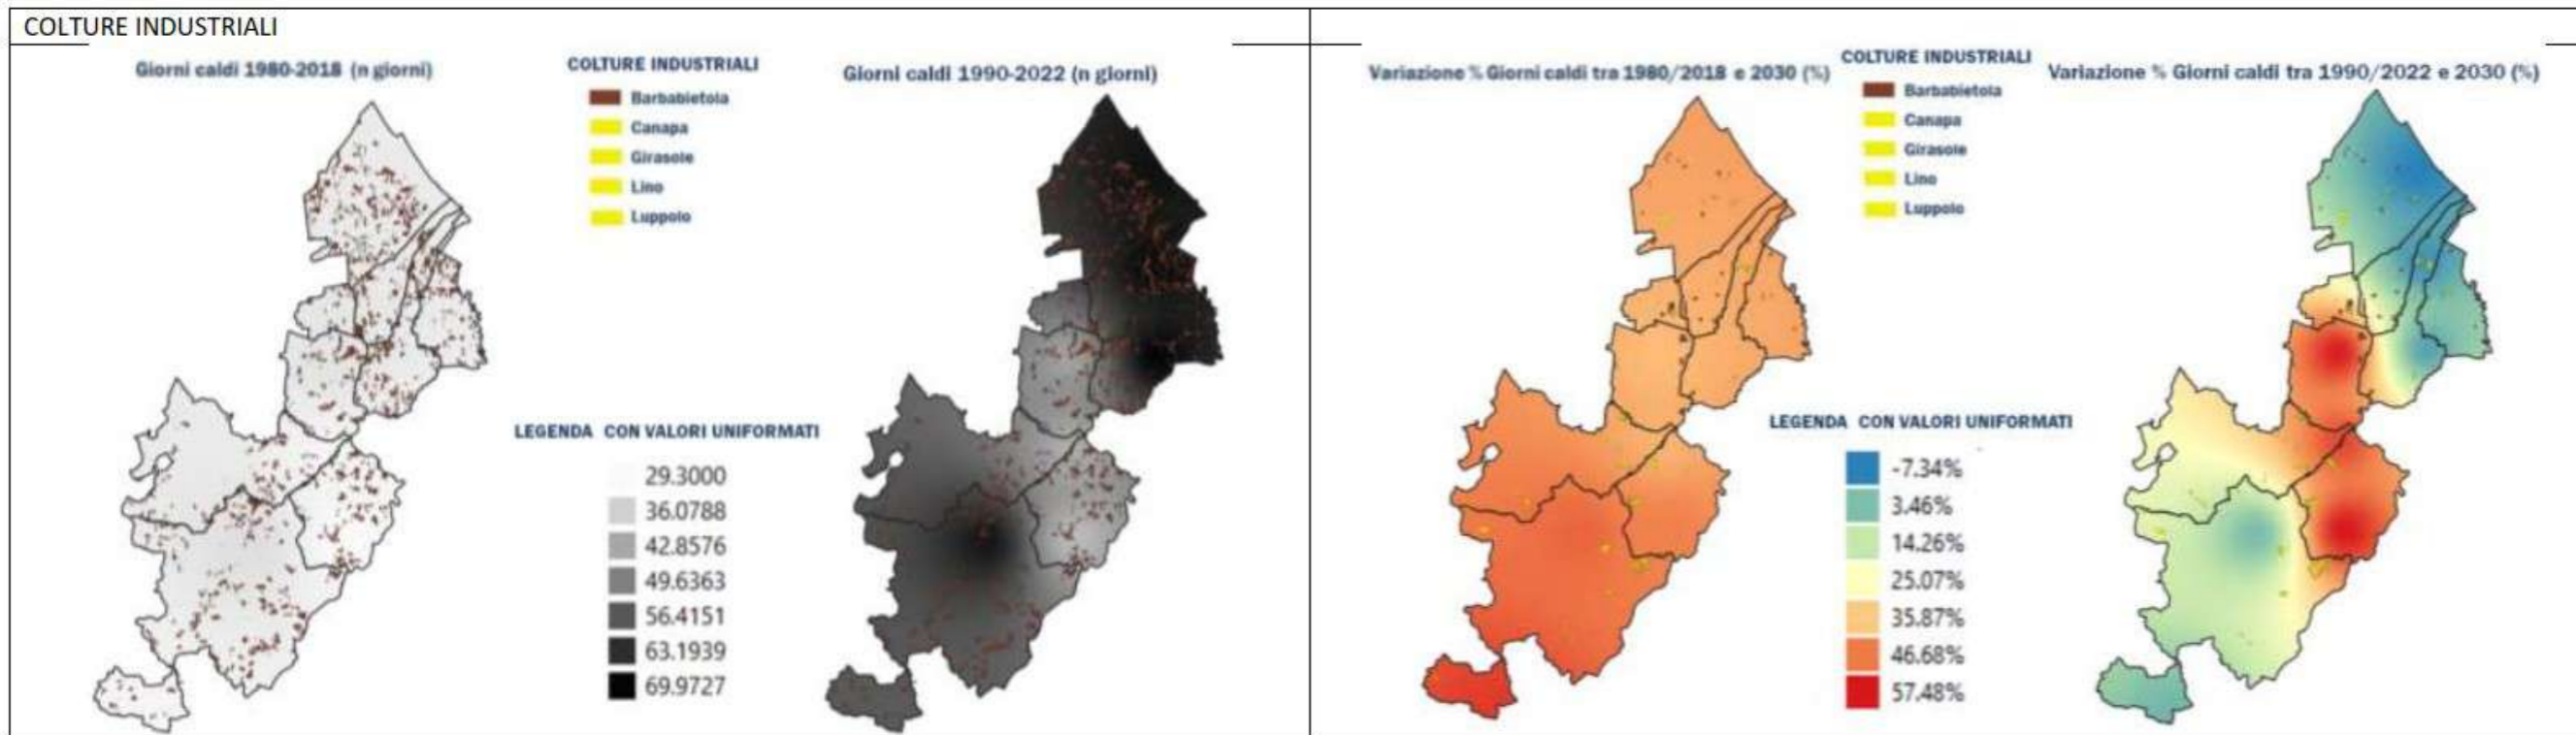 COLTURE INDUSTRIALI
Giorni caldi 1980-2018 (n giorni)
COLTURE INDUSTRIALI
Barbabietola
Canapa
Girasole
Lino
Luppolo
Giorni caldi 1990-2022 (n giorni)
LEGENDA CON VALORI UNIFORMATI
29.3000
36.0788
42.8576
49.6363
56.4151
63.1939
69.9727
Variazione % Giorni caldi tra 1980/2018 e 2030 (%)
COLTURE INDUSTRIALI
Barbabietola
Canapa
Girasole
Lino
Luppolo
Variazione % Giorni caldi tra 1990/2022 e 2030 (%)
LEGENDA CON VALORI UNIFORMATI
-7.34%
3.46%
14.26%
25.07%
35.87%
46.68%
57.48%